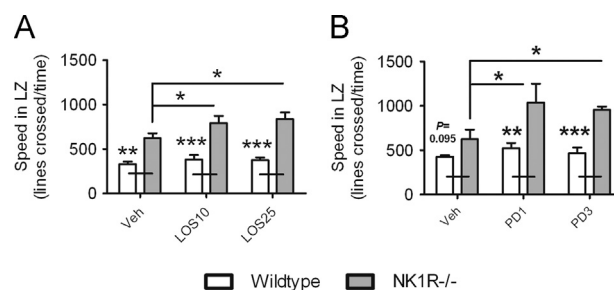 A
Speed in LZ
(lines crossed/time)
1500
1000
500
0
*
*
**
***
***
Veh
LOS10
LOS25
B
Speed in LZ
(lines crossed/time)
1500
1000
500
0
*
*
P=
0.095
**
***
Veh
PD1
PD3
Wildtype
NK1R-/-